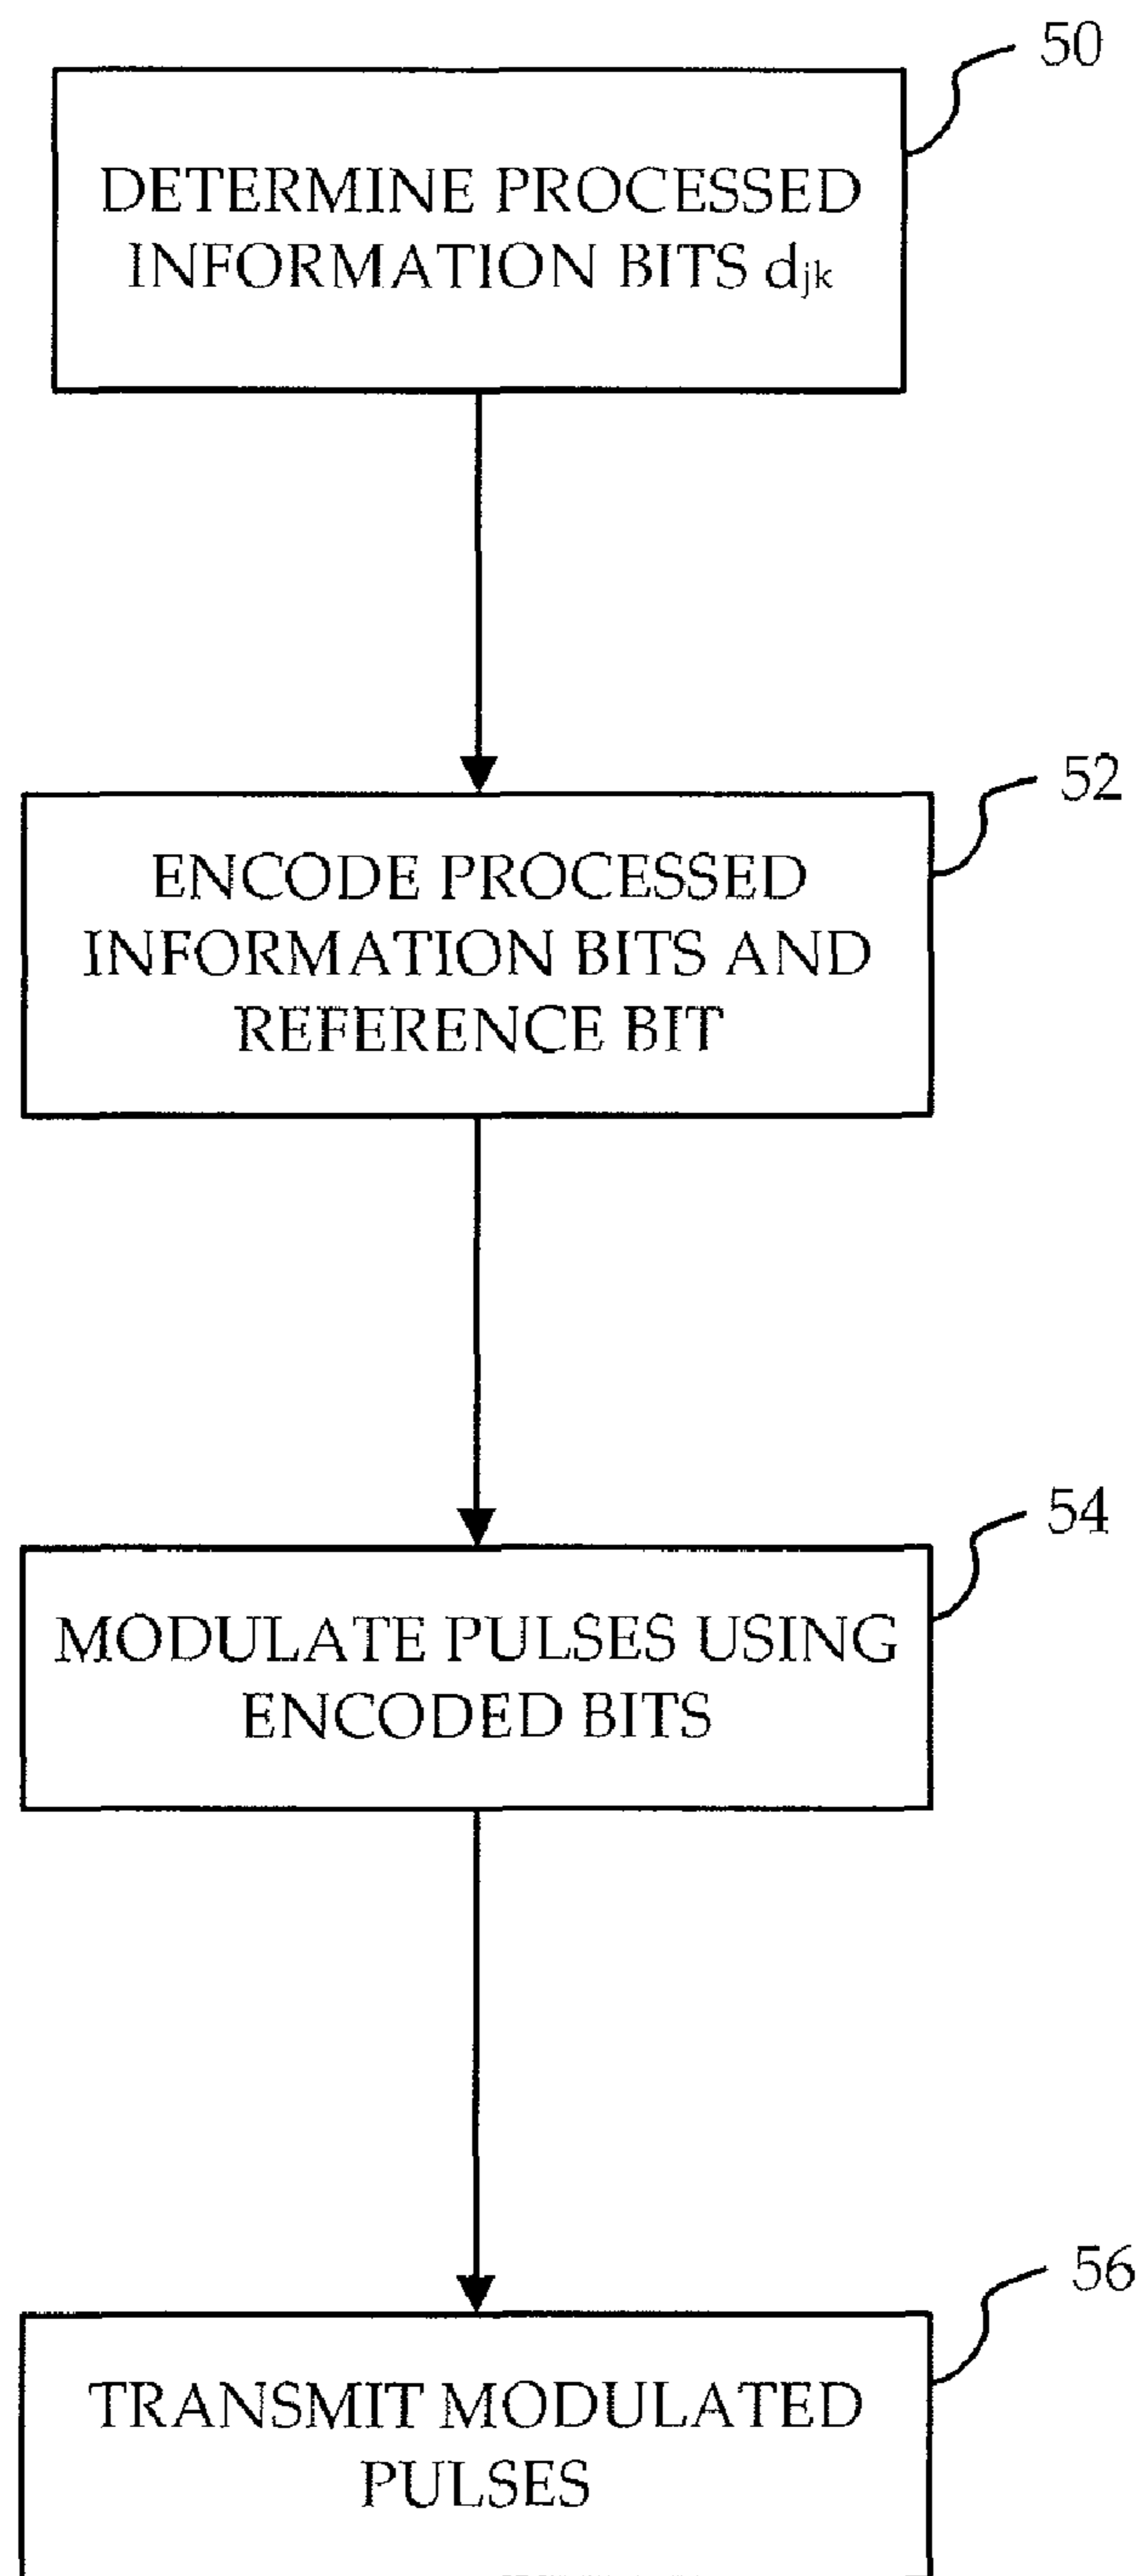 50
DETERMINE PROCESSED
INFORMATION BITS djk
52
ENCODE PROCESSED
INFORMATION BITS AND
REFERENCE BIT
54
MODULATE PULSES USING
ENCODED BITS
56
TRANSMIT MODULATED
PULSES